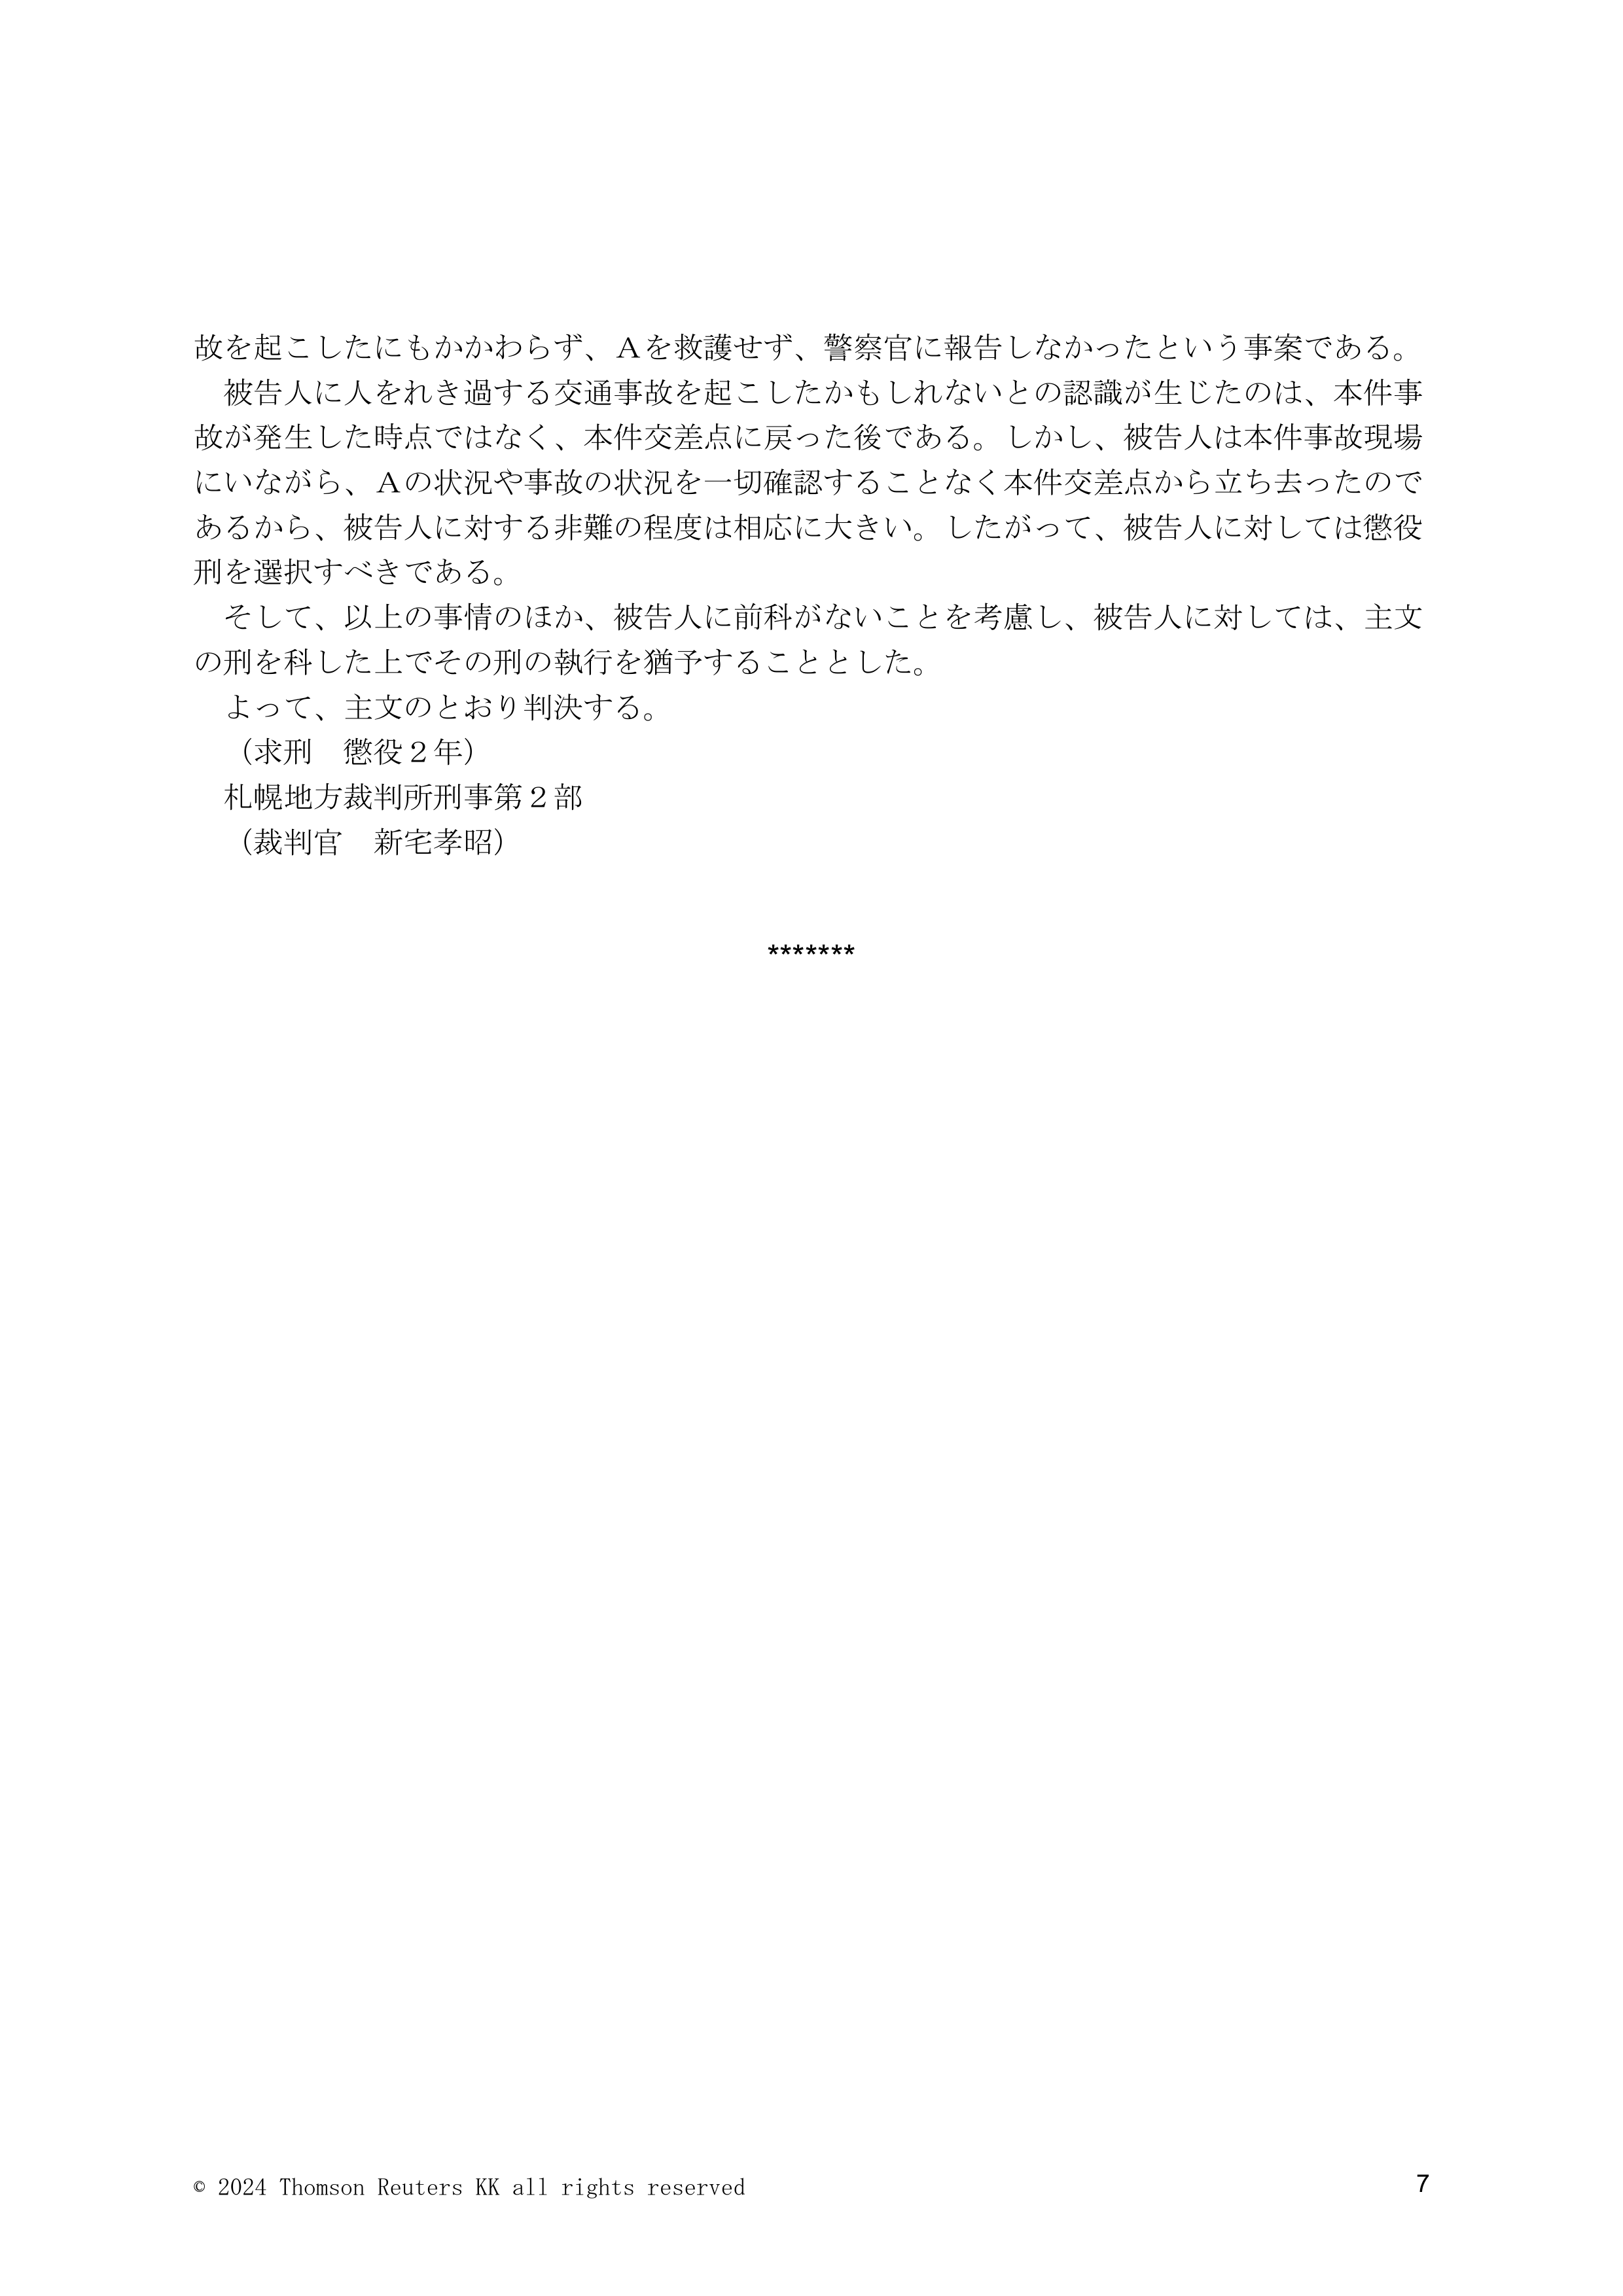 故を起こしたにもかかわらず、Ａを救護せず、警察官に報告しなかったという事案である。
　被告人に人をれき過する交通事故を起こしたかもしれないとの認識が生じたのは、本件事
故が発生した時点ではなく、本件交差点に戻った後である。しかし、被告人は本件事故現場
にいながら、Ａの状況や事故の状況を一切確認することなく本件交差点から立ち去ったので
あるから、被告人に対する非難の程度は相応に大きい。したがって、被告人に対しては懲役
刑を選択すべきである。
　そして、以上の事情のほか、被告人に前科がないことを考慮し、被告人に対しては、主文
の刑を科した上でその刑の執行を猶予することとした。
　よって、主文のとおり判決する。
　（求刑　懲役２年）
　札幌地方裁判所刑事第２部
　（裁判官　新宅孝昭）
*******
© 2024 Thomson Reuters KK all rights reserved
7